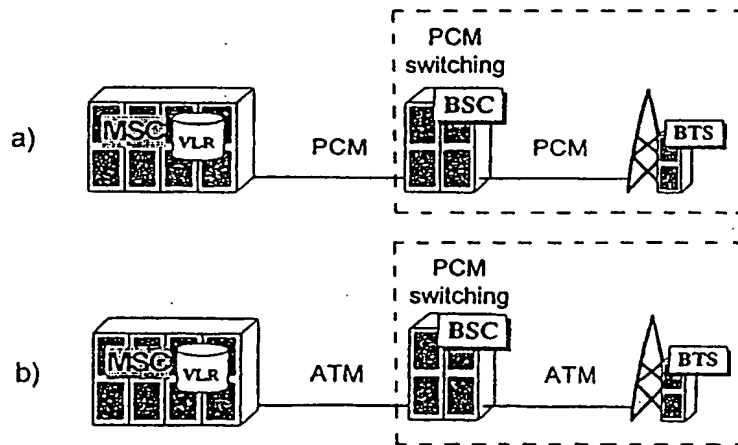 PCM
switching
BSC
MSC
VLR
BTS
a)
PCM
PCM
PCM
switching
BSC
MSC
VLR
BTS
b)
ATM
ATM